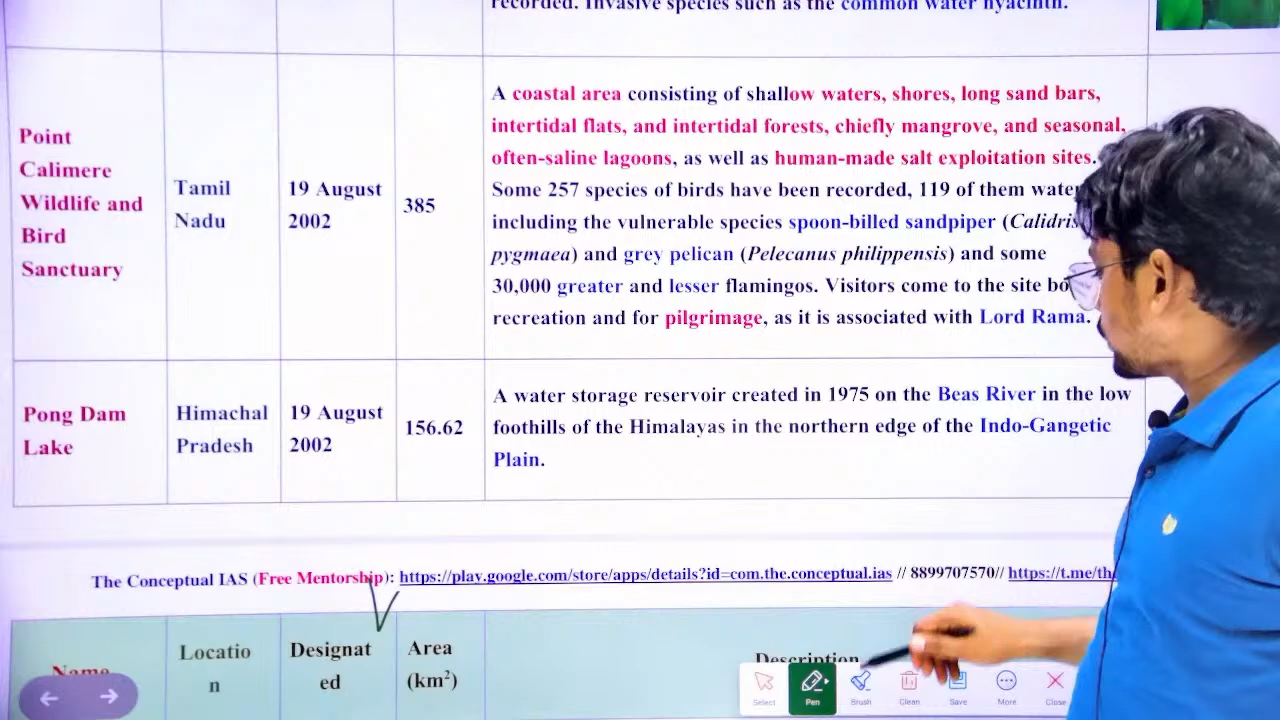 recorded. Invasive species such as the common water hyacinth.
Point
Calimere
Wildlife and
Bird
Sanctuary
Tamil
Nadu
19 August
2002
385
A coastal area consisting of shallow waters, shores, long sand bars,
intertidal flats, and intertidal forests, chiefly mangrove, and seasonal,
often-saline lagoons, as well as human-made salt exploitation sites.
Some 257 species of birds have been recorded, 119 of them
including the vulnerable species spoon-billed sandpiper (Calidris
pygmaea) and grey pelican (Pelecanus philippensis) and some
30,000 greater and lesser flamingos. Visitors come to the site
recreation and for pilgrimage, as it is associated with Lord Rama.
Pong Dam
Lake
Himachal
Pradesh
19 August
2002
156.62
A water storage reservoir created in 1975 on the Beas River in the low
foothills of the Himalayas in the northern edge of the Indo-Gangetic
Plain.
The Conceptual IAS (Free Mentorship): https://play.google.com/store/apps/details?id=com.the.conceptual.ias // 8899707570// https://t.me/th
Name
Locatio
n
Designat
ed
Area
(km²)
Description
Select
Pen
Brush
Clean
Save
More
Close